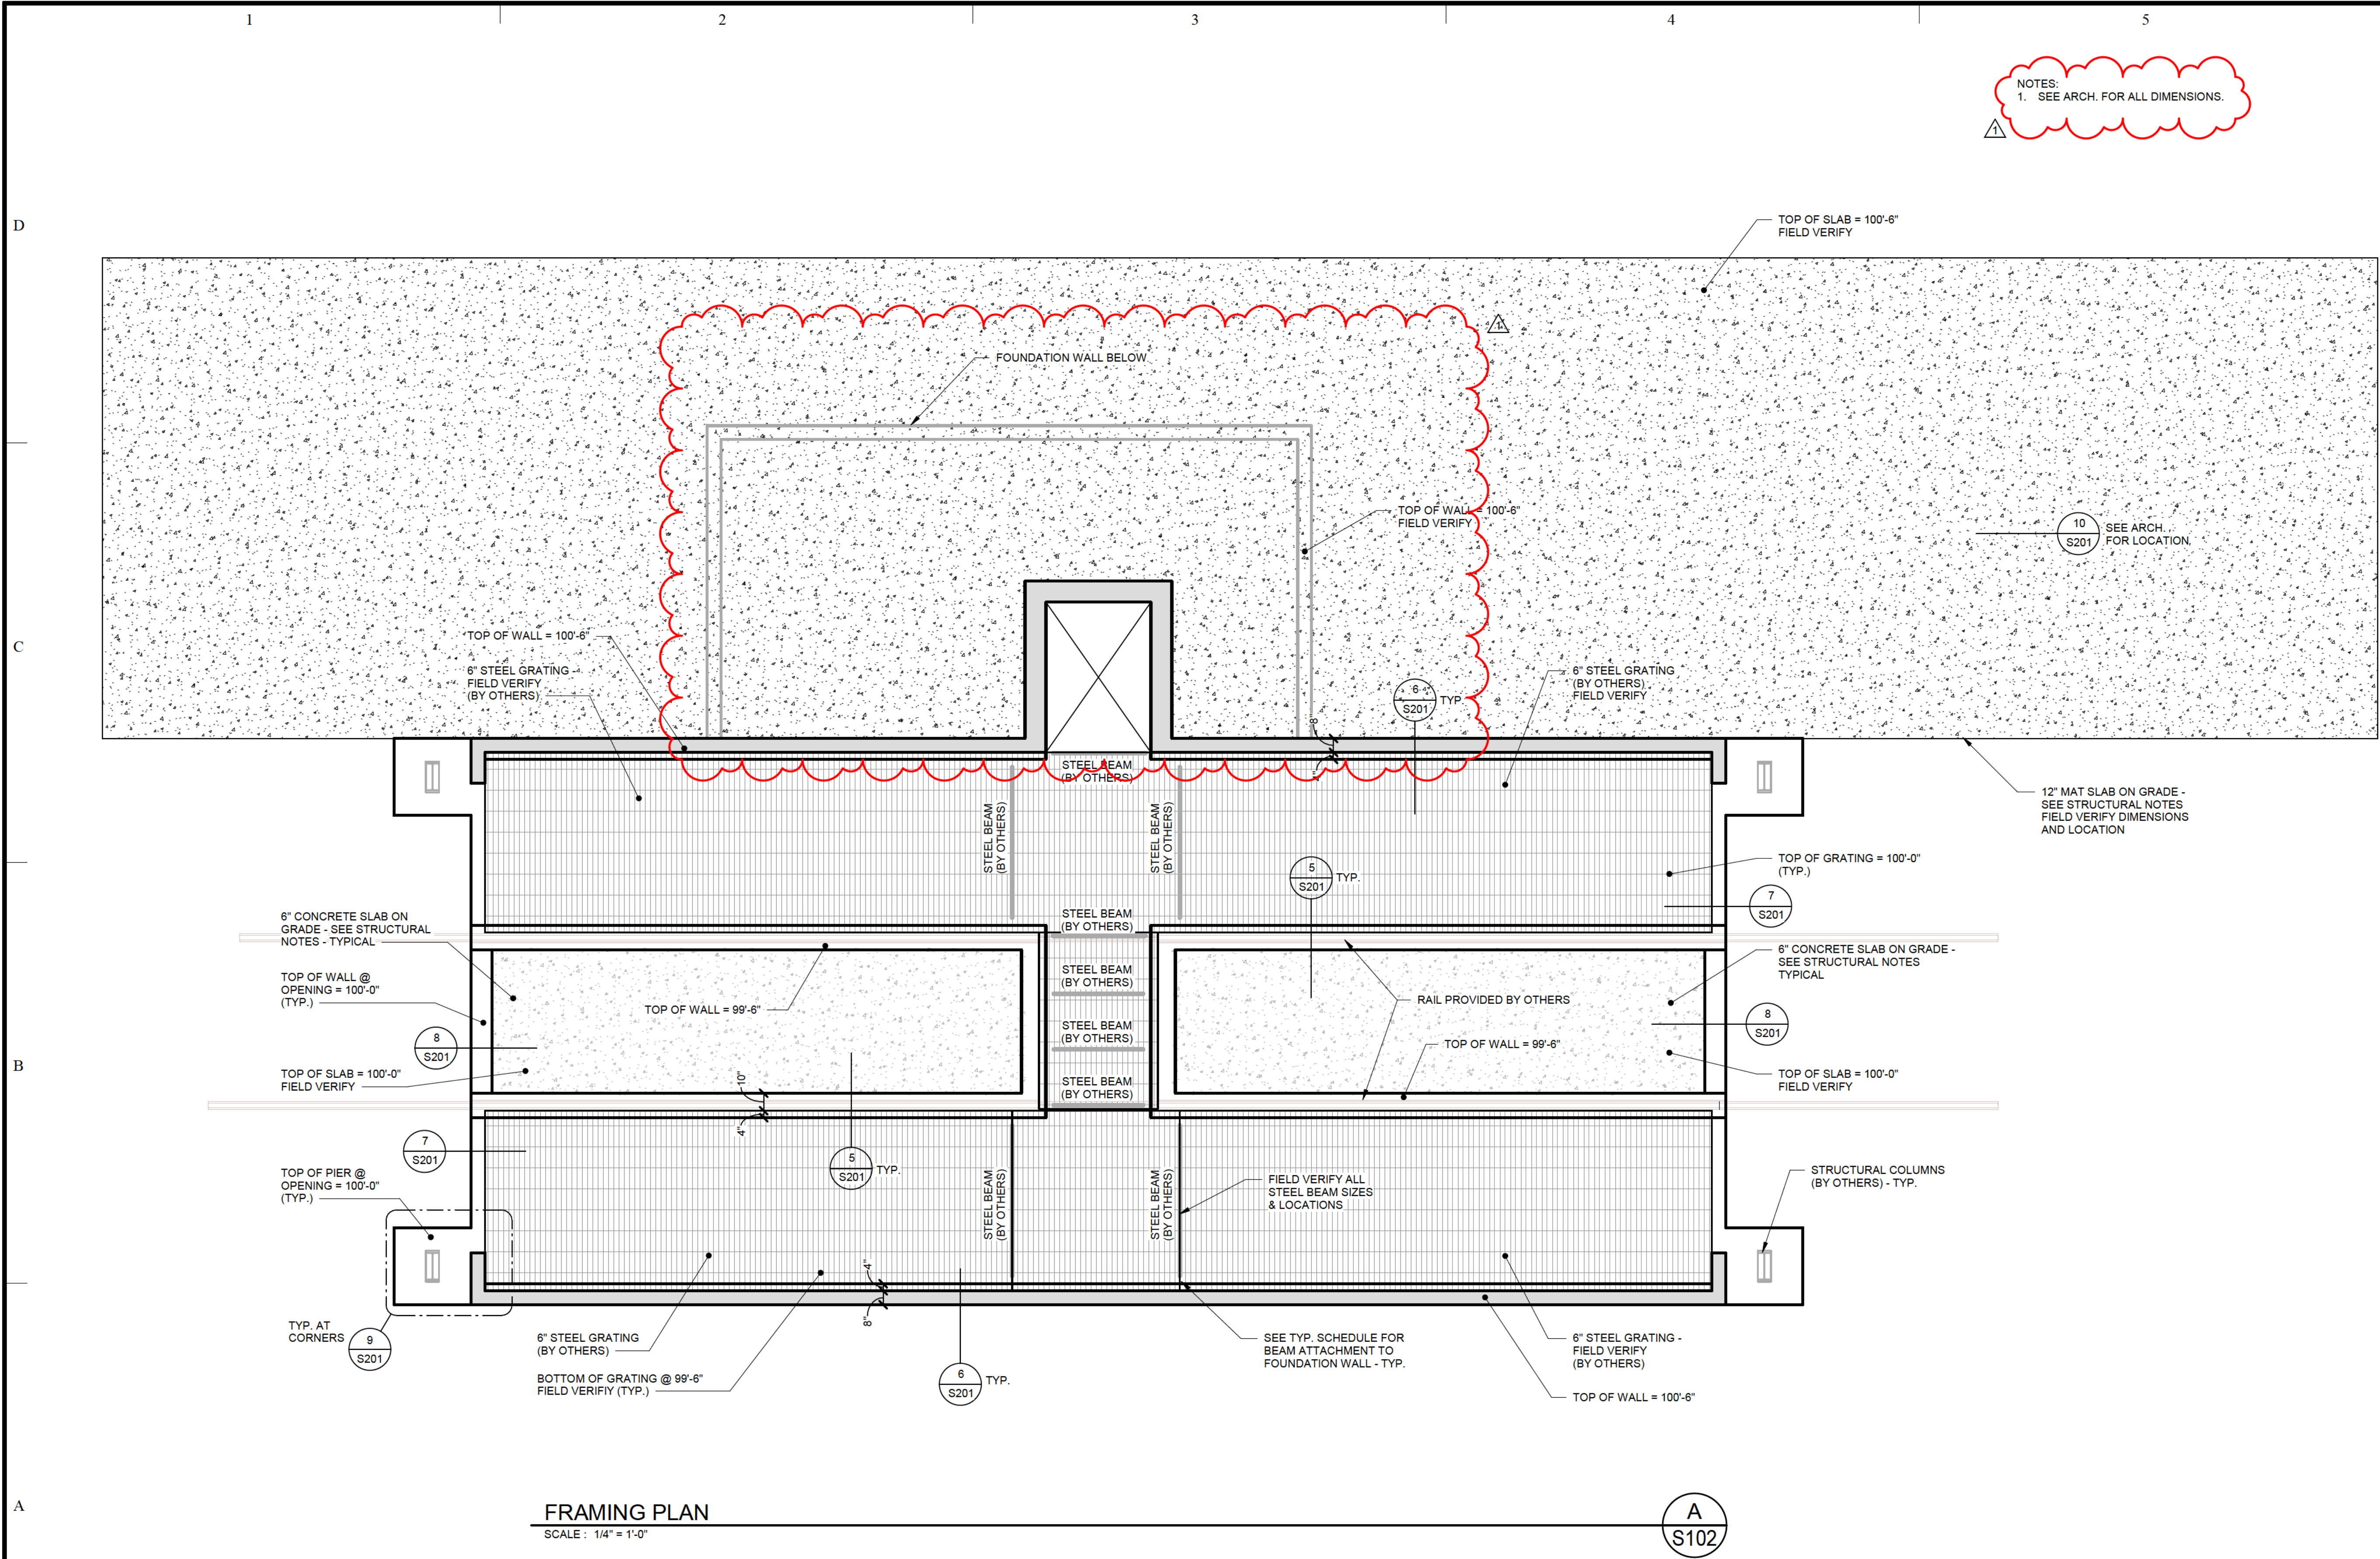 1
2
3
4
5
NOTES:
1. SEE ARCH. FOR ALL DIMENSIONS.
1
D
TOP OF SLAB = 100'-6"
FIELD VERIFY
1
FOUNDATION WALL BELOW
TOP OF WALL = 100'-6"
FIELD VERIFY
10
S201
SEE ARCH.
FOR LOCATION
C
TOP OF WALL = 100'-6"
6" STEEL GRATING -
FIELD VERIFY
(BY OTHERS)
6
S201
TYP.
6" STEEL GRATING
(BY OTHERS)
FIELD VERIFY
8"
2"
STEEL BEAM
(BY OTHERS)
STEEL BEAM
(BY OTHERS)
STEEL BEAM
(BY OTHERS)
12" MAT SLAB ON GRADE -
SEE STRUCTURAL NOTES
FIELD VERIFY DIMENSIONS
AND LOCATION
5
S201
TYP.
TOP OF GRATING = 100'-0"
(TYP.)
7
S201
6" CONCRETE SLAB ON
GRADE - SEE STRUCTURAL
NOTES - TYPICAL
STEEL BEAM
(BY OTHERS)
6" CONCRETE SLAB ON GRADE -
SEE STRUCTURAL NOTES
TYPICAL
TOP OF WALL @
OPENING = 100'-0"
(TYP.)
STEEL BEAM
(BY OTHERS)
TOP OF WALL = 99'-6"
RAIL PROVIDED BY OTHERS
8
S201
STEEL BEAM
(BY OTHERS)
8
S201
TOP OF WALL = 99'-6"
B
TOP OF SLAB = 100'-0"
FIELD VERIFY
STEEL BEAM
(BY OTHERS)
TOP OF SLAB = 100'-0"
FIELD VERIFY
10"
4"
7
S201
5
S201
TYP.
TOP OF PIER @
OPENING = 100'-0"
(TYP.)
STEEL BEAM
(BY OTHERS)
STEEL BEAM
(BY OTHERS)
FIELD VERIFY ALL
STEEL BEAM SIZES
& LOCATIONS
STRUCTURAL COLUMNS
(BY OTHERS) - TYP.
4"
8"
TYP. AT
CORNERS
9
S201
6" STEEL GRATING
(BY OTHERS)
BOTTOM OF GRATING @ 99'-6"
FIELD VERIFIY (TYP.)
6
S201
TYP.
SEE TYP. SCHEDULE FOR
BEAM ATTACHMENT TO
FOUNDATION WALL - TYP.
6" STEEL GRATING -
FIELD VERIFY
(BY OTHERS)
TOP OF WALL = 100'-6"
A
FRAMING PLAN
SCALE : 1/4" = 1'-0"
A
S102